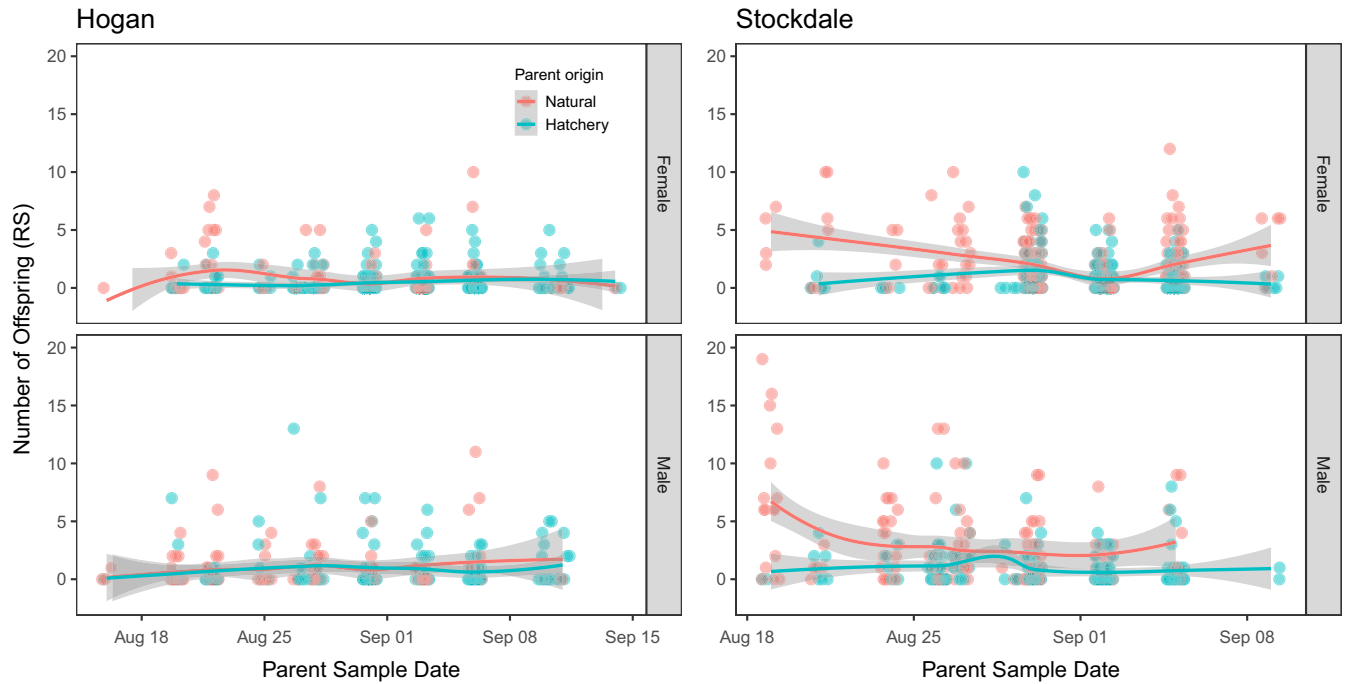 Hogan
Stockdale
Number of Offspring (RS)
20
15
10
5
0
Parent origin
Natural
Hatchery
Female
20
15
10
5
0
Female
20
15
10
5
0
Male
20
15
10
5
0
Male
Aug 18
Aug 25
Sep 01
Sep 08
Sep 15
Aug 18
Aug 25
Sep 01
Sep 08
Parent Sample Date
Parent Sample Date